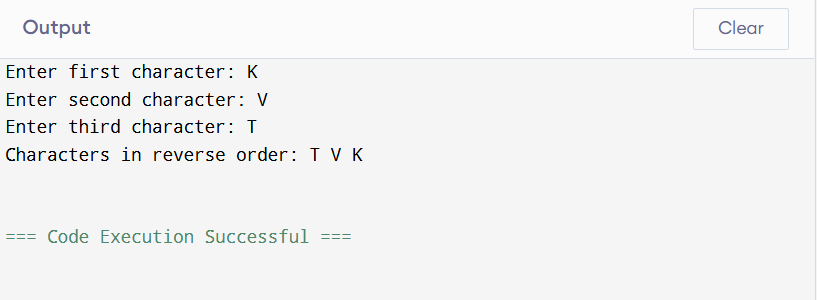 Output
Clear
Enter first character: K
Enter second character: V
Enter third character: T
Characters in reverse order: T V K
=== Code Execution Successful ===